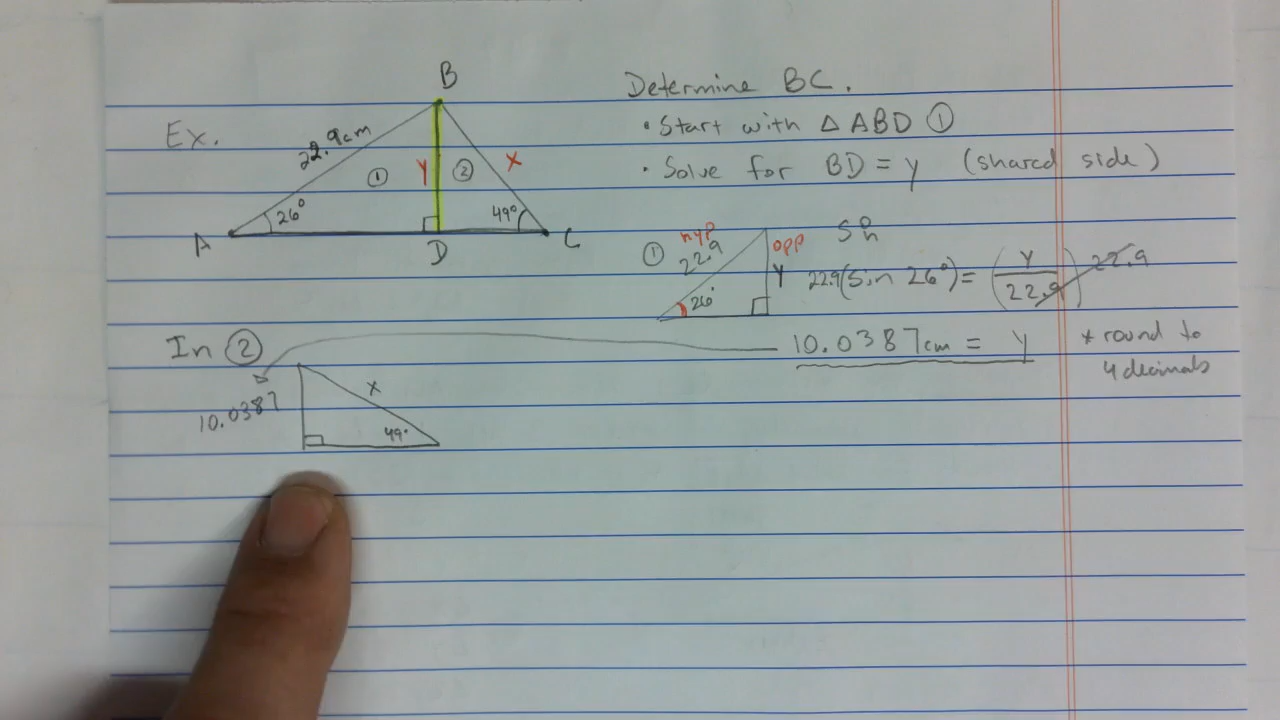 Ex.
B
22.9cm
① y ② x
26° 49°
A D C
Determine BC.
• Start with △ ABD ①
• Solve for BD = y (shared side)
① hyp opp S o/h
22.9 y 22.9(Sin 26°) = (y/22.9) 22.9
26°
10.0387cm = y * round to
4 decimals
In ②
10.0387 x
49°